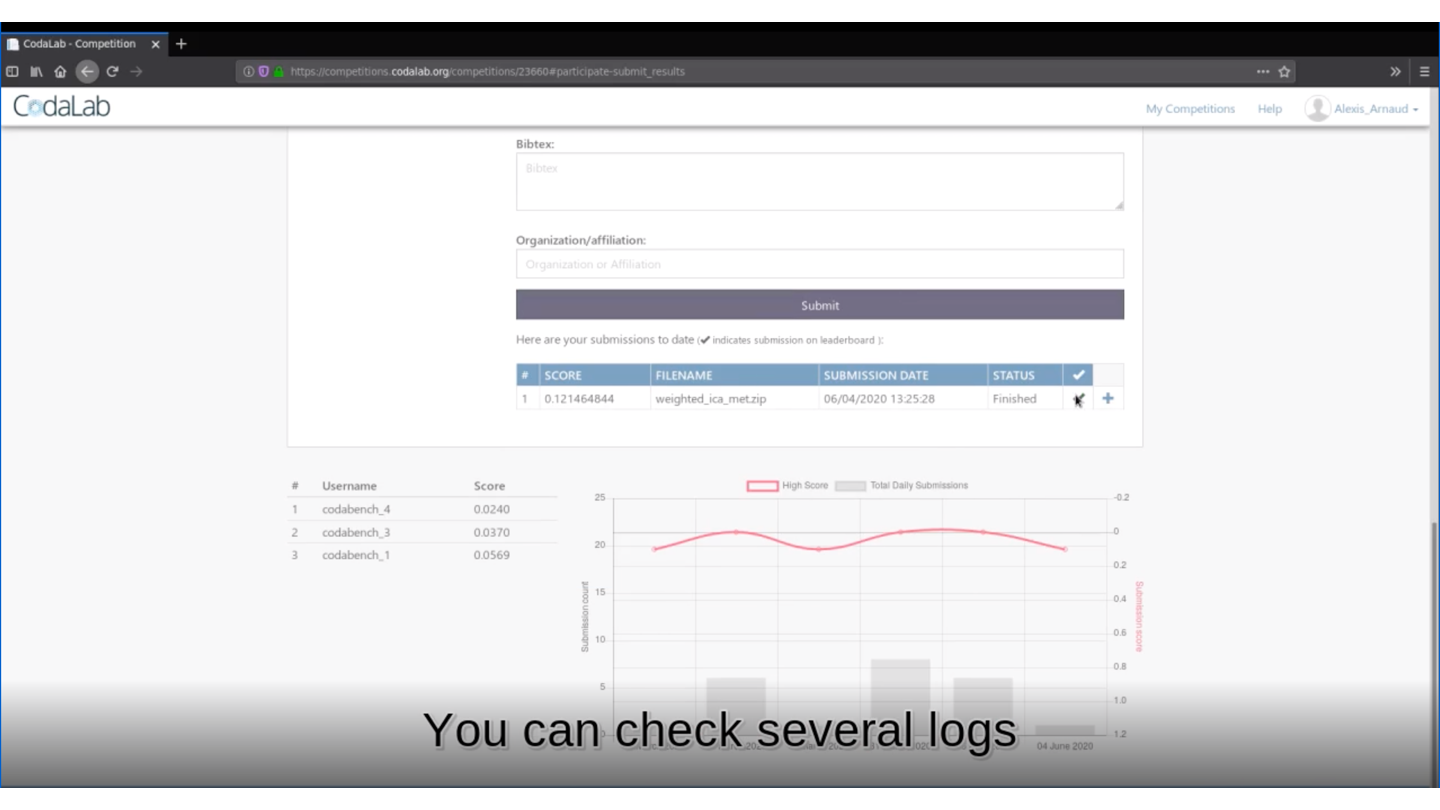 CodaLab - Competition
https://competitions.codalab.org/competitions/23660#participate-submit_results
CodaLab
My Competitions Help Alexis_Arnaud
Bibtex:
Bibtex
Organization/affiliation:
Organization or Affiliation
Submit
Here are your submissions to date (✔ indicates submission on leaderboard ):
# SCORE FILENAME SUBMISSION DATE STATUS ✔
1 0.121464844 weighted_ica_met.zip 06/04/2020 13:25:28 Finished ✔ +
# Username Score
1 codabench_4 0.0240
2 codabench_3 0.0370
3 codabench_1 0.0569
High Score Total Daily Submissions
25 -0.2
0
20
0.2
15
0.4
10 0.6
0.8
5
1.0
1.2
Submission count
Submission score
04 June 2020
You can check several logs